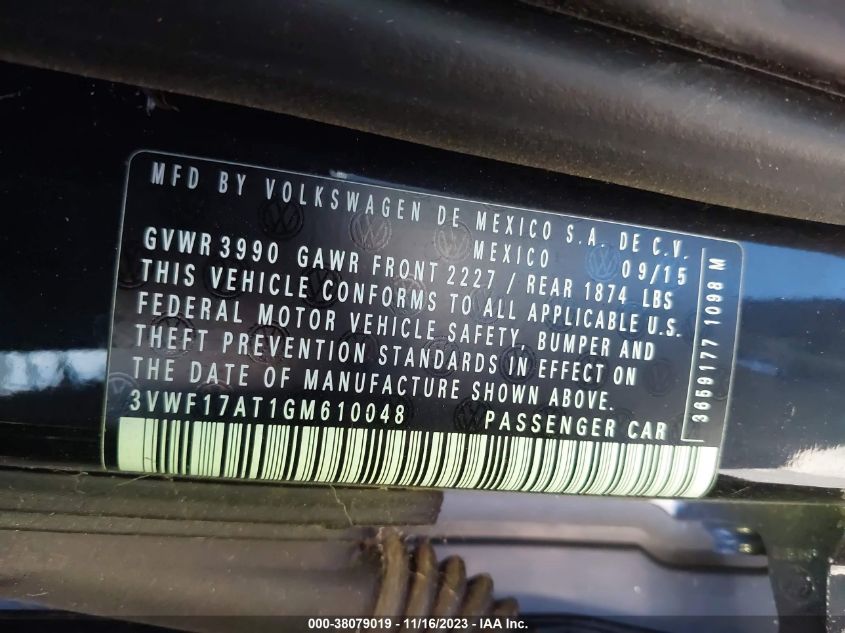 MFD BY VOLKSWAGEN DE MEXICO S.A. DE C.V.
MEXICO 09/15
GVWR 3990 GAWR FRONT 2227 / REAR 1874 LBS
THIS VEHICLE CONFORMS TO ALL APPLICABLE U.S.
FEDERAL MOTOR VEHICLE SAFETY, BUMPER AND
THEFT PREVENTION STANDARDS IN EFFECT ON
THE DATE OF MANUFACTURE SHOWN ABOVE.
3VWF17AT1GM610048 PASSENGER CAR
3659177 1098 M
000-38079019 - 11/16/2023 - IAA Inc.